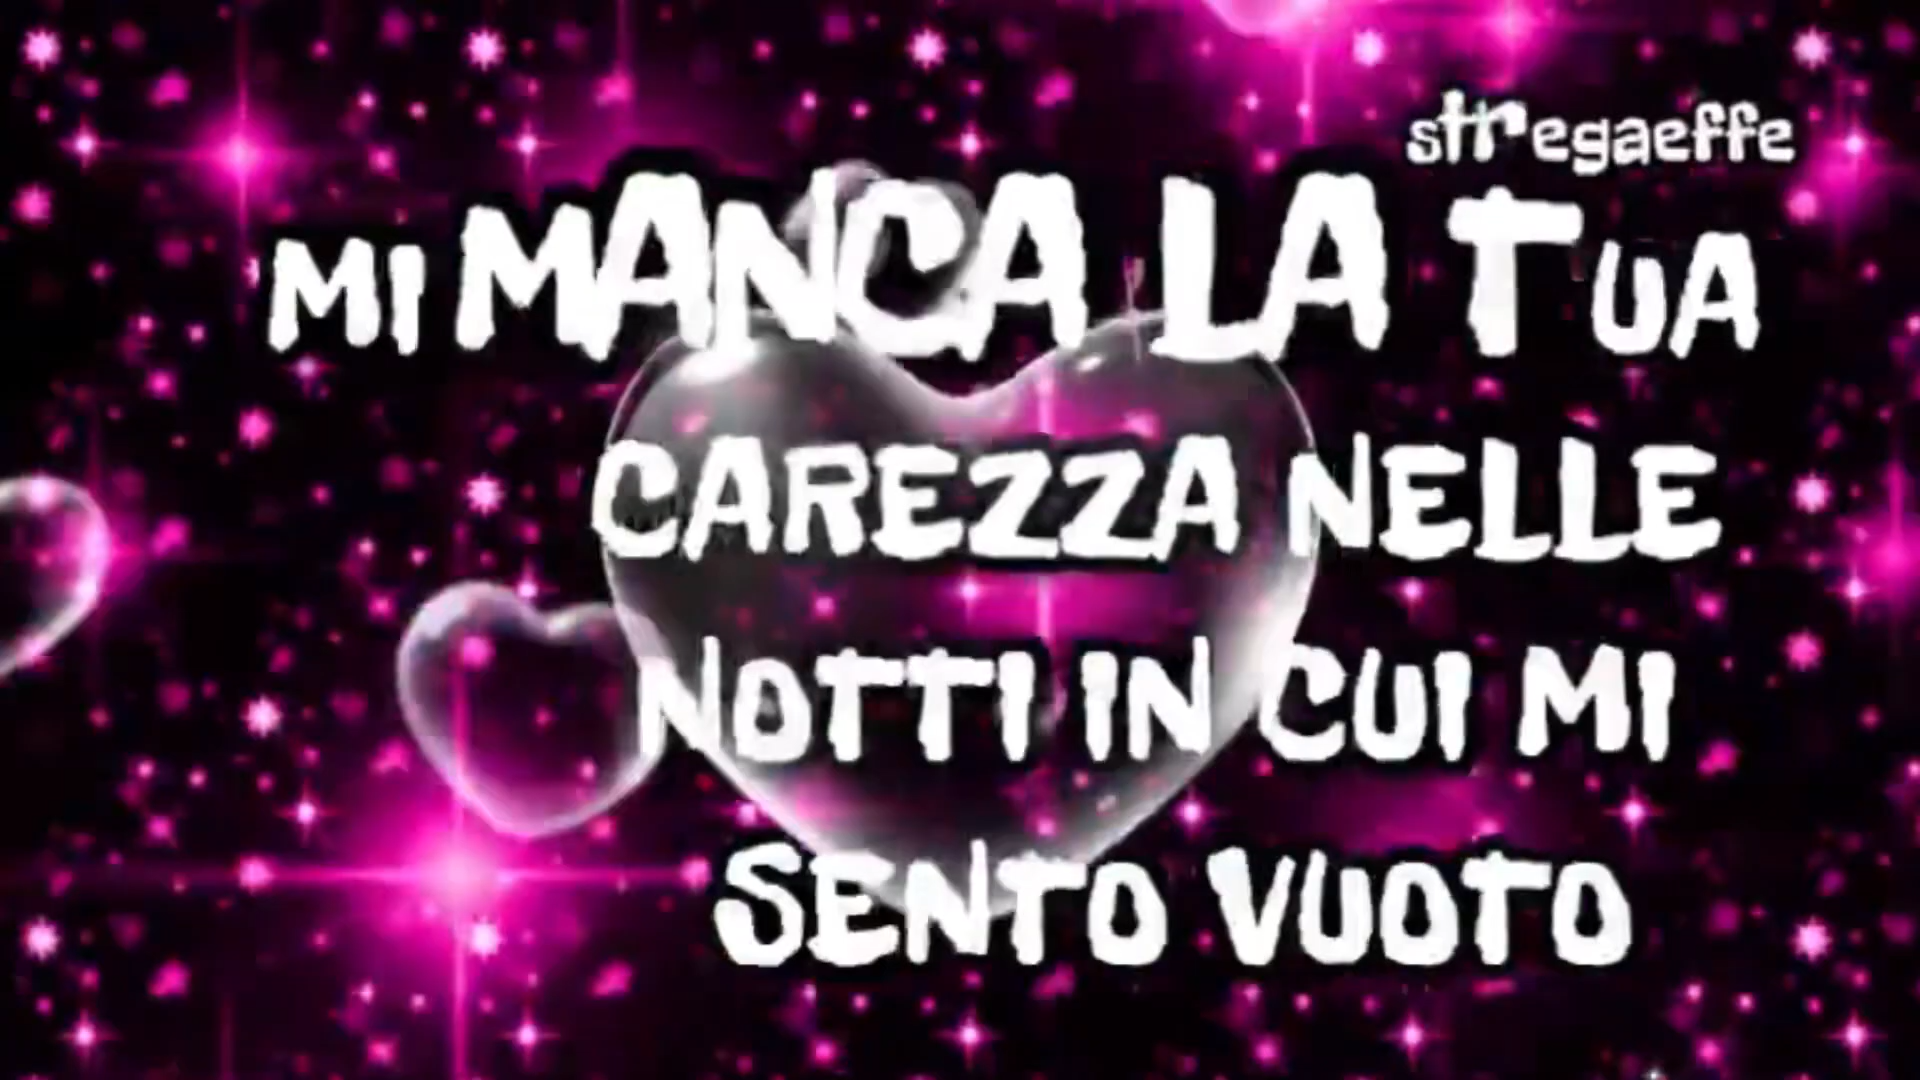 stregaeffe
MI MANCA LA TUA
CAREZZA NELLE
NOTTI IN CUI MI
SENTO VUOTO